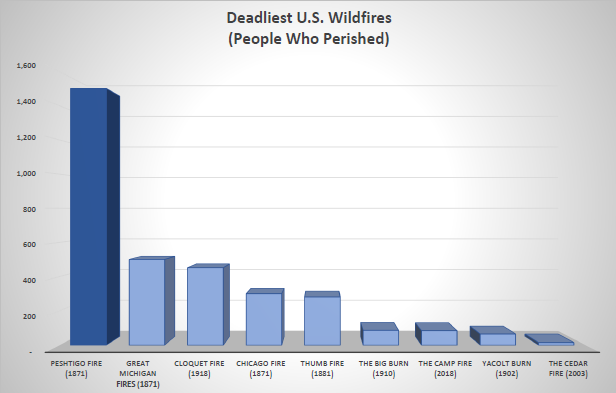 Deadliest U.S. Wildfires
(People Who Perished)
1,600
1,400
1,200
1,000
800
600
400
200
-
PESHTIGO FIRE
(1871)
GREAT
MICHIGAN
FIRES (1871)
CLOQUET FIRE
(1918)
CHICAGO FIRE
(1871)
THUMB FIRE
(1881)
THE BIG BURN
(1910)
THE CAMP FIRE
(2018)
YACOLT BURN
(1902)
THE CEDAR
FIRE (2003)